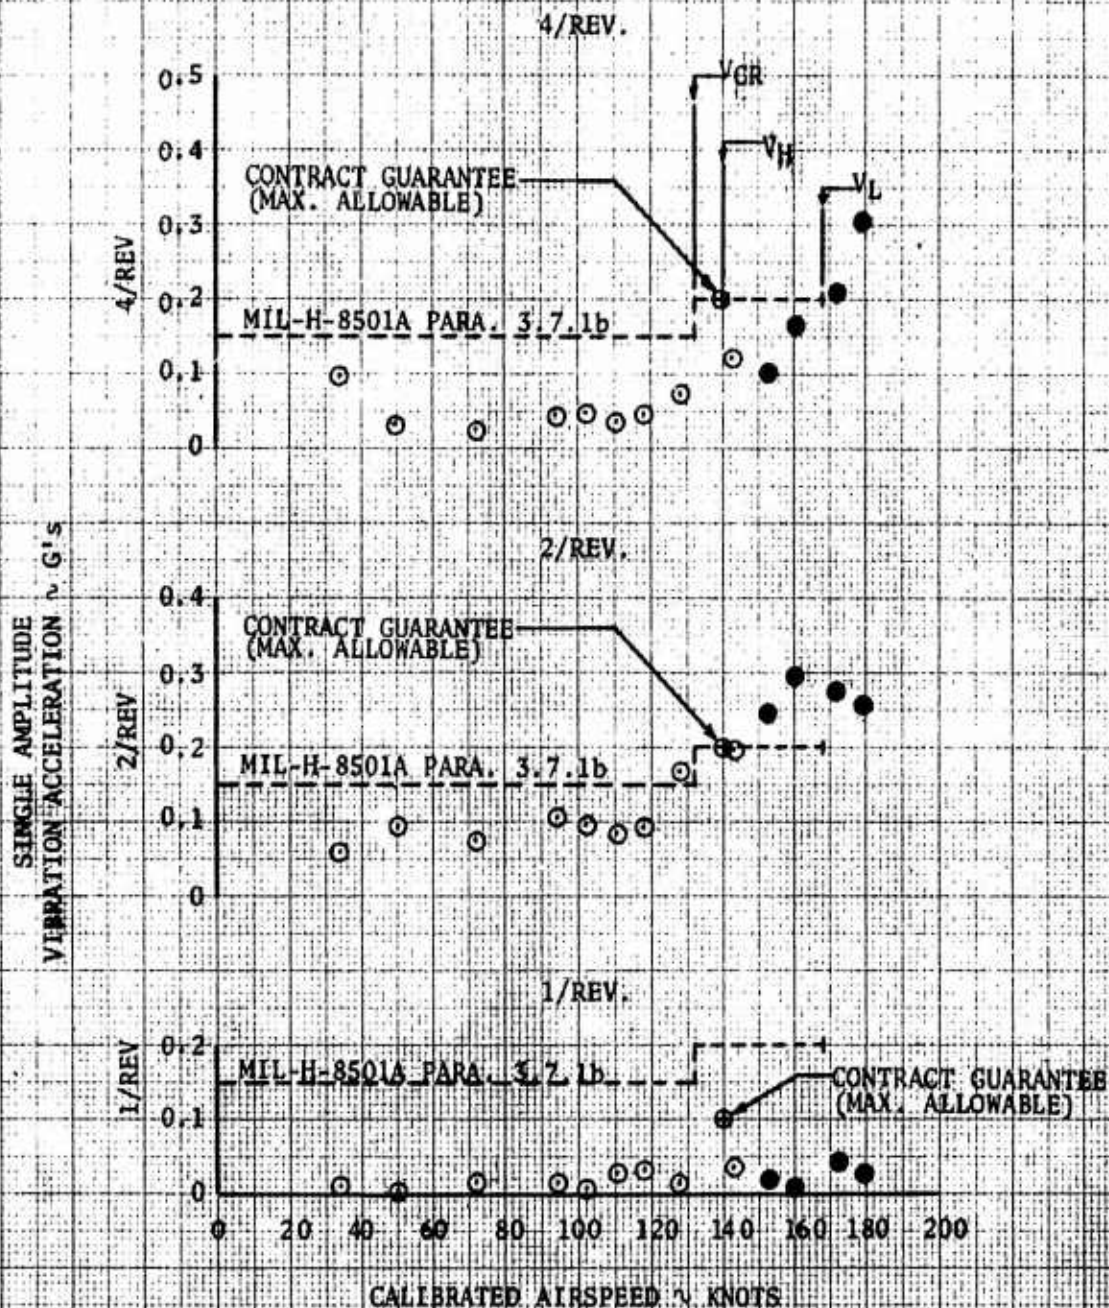 4/REV.
0.5
V_CR
0.4
V_H
CONTRACT GUARANTEE
(MAX. ALLOWABLE)
V_L
0.3
4/REV
0.2
MIL-H-8501A PARA. 3.7.1b
0.1
0
2/REV.
0.4
CONTRACT GUARANTEE
(MAX. ALLOWABLE)
0.3
2/REV
0.2
MIL-H-8501A PARA. 3.7.1b
0.1
0
SINGLE AMPLITUDE
VIBRATION ACCELERATION ~ G's
1/REV.
0.2
1/REV
MIL-H-8501A PARA. 3.7.1b
CONTRACT GUARANTEE
(MAX. ALLOWABLE)
0.1
0
0 20 40 60 80 100 120 140 160 180 200
CALIBRATED AIRSPEED ~ KNOTS